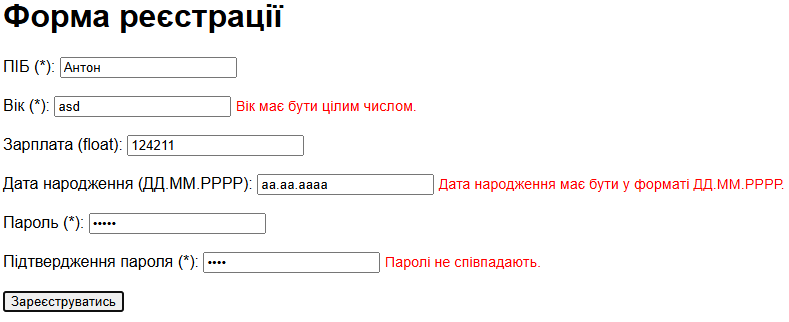 Форма реєстрації
ПІБ (*): Антон
Вік (*): asd Вік має бути цілим числом.
Зарплата (float): 124211
Дата народження (ДД.ММ.РРРР): aa.aa.aaaa Дата народження має бути у форматі ДД.ММ.РРРР.
Пароль (*): •••••
Підтвердження пароля (*): •••• Паролі не співпадають.
Зареєструватись